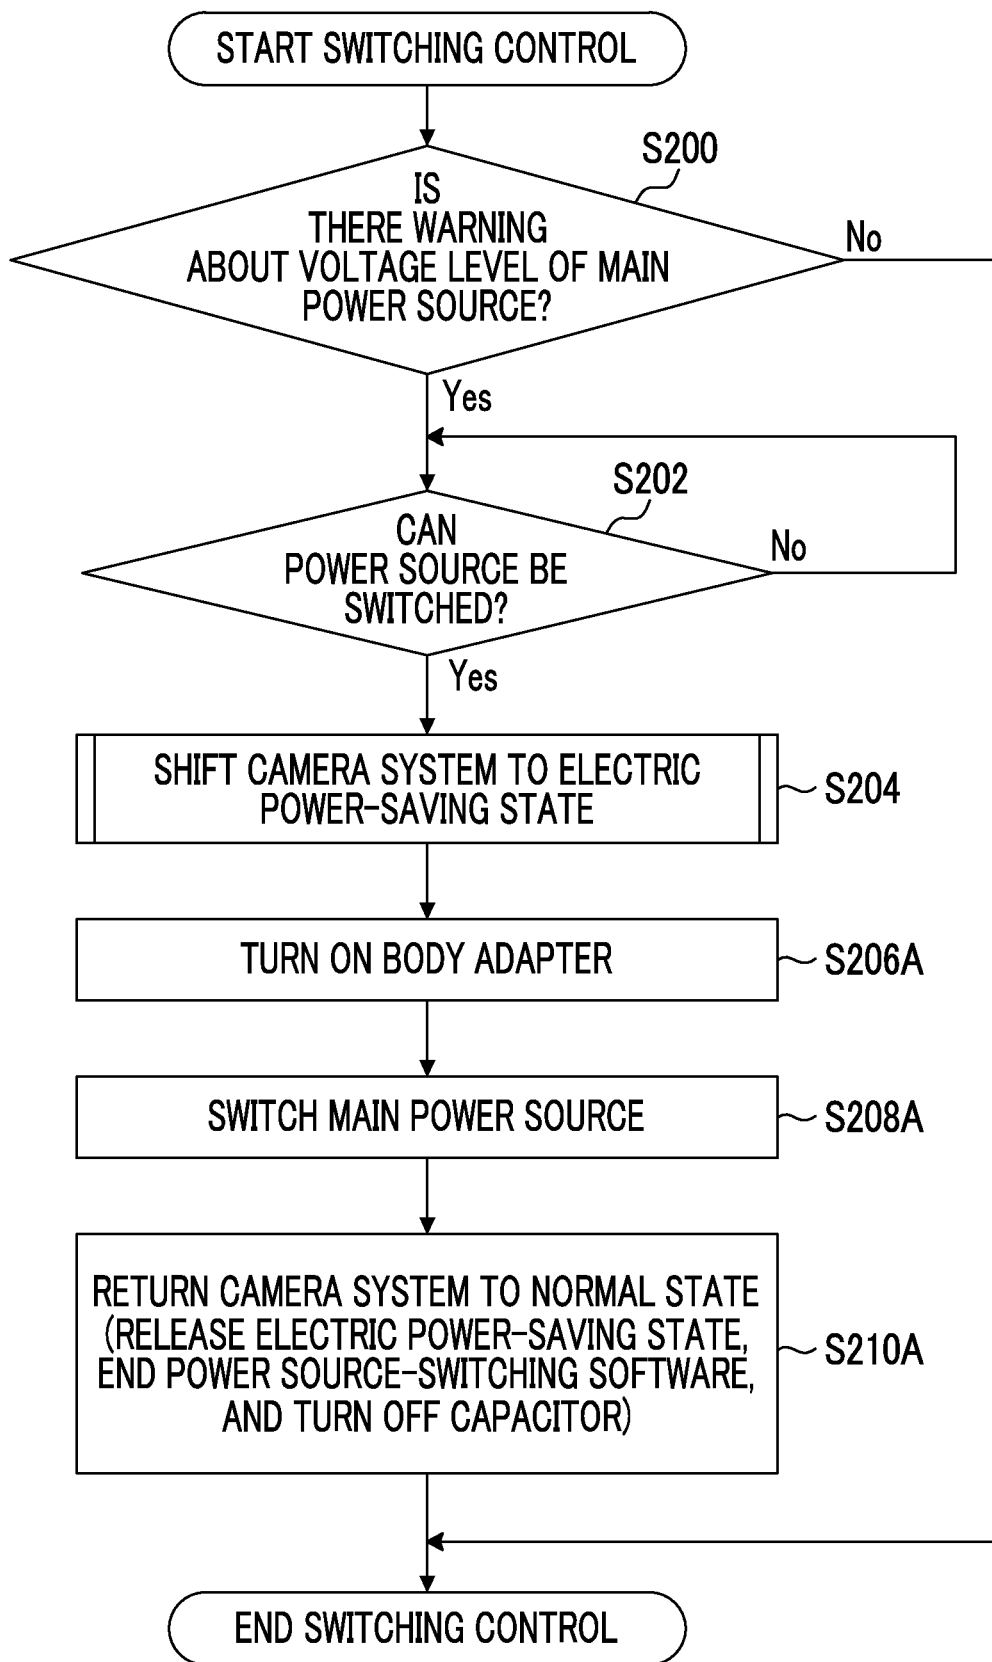 START SWITCHING CONTROL
S200
IS
THERE WARNING
ABOUT VOLTAGE LEVEL OF MAIN
POWER SOURCE?
No
Yes
S202
CAN
POWER SOURCE BE
SWITCHED?
No
Yes
SHIFT CAMERA SYSTEM TO ELECTRIC
POWER-SAVING STATE
S204
TURN ON BODY ADAPTER
S206A
SWITCH MAIN POWER SOURCE
S208A
RETURN CAMERA SYSTEM TO NORMAL STATE
(RELEASE ELECTRIC POWER-SAVING STATE,
END POWER SOURCE-SWITCHING SOFTWARE,
AND TURN OFF CAPACITOR)
S210A
END SWITCHING CONTROL